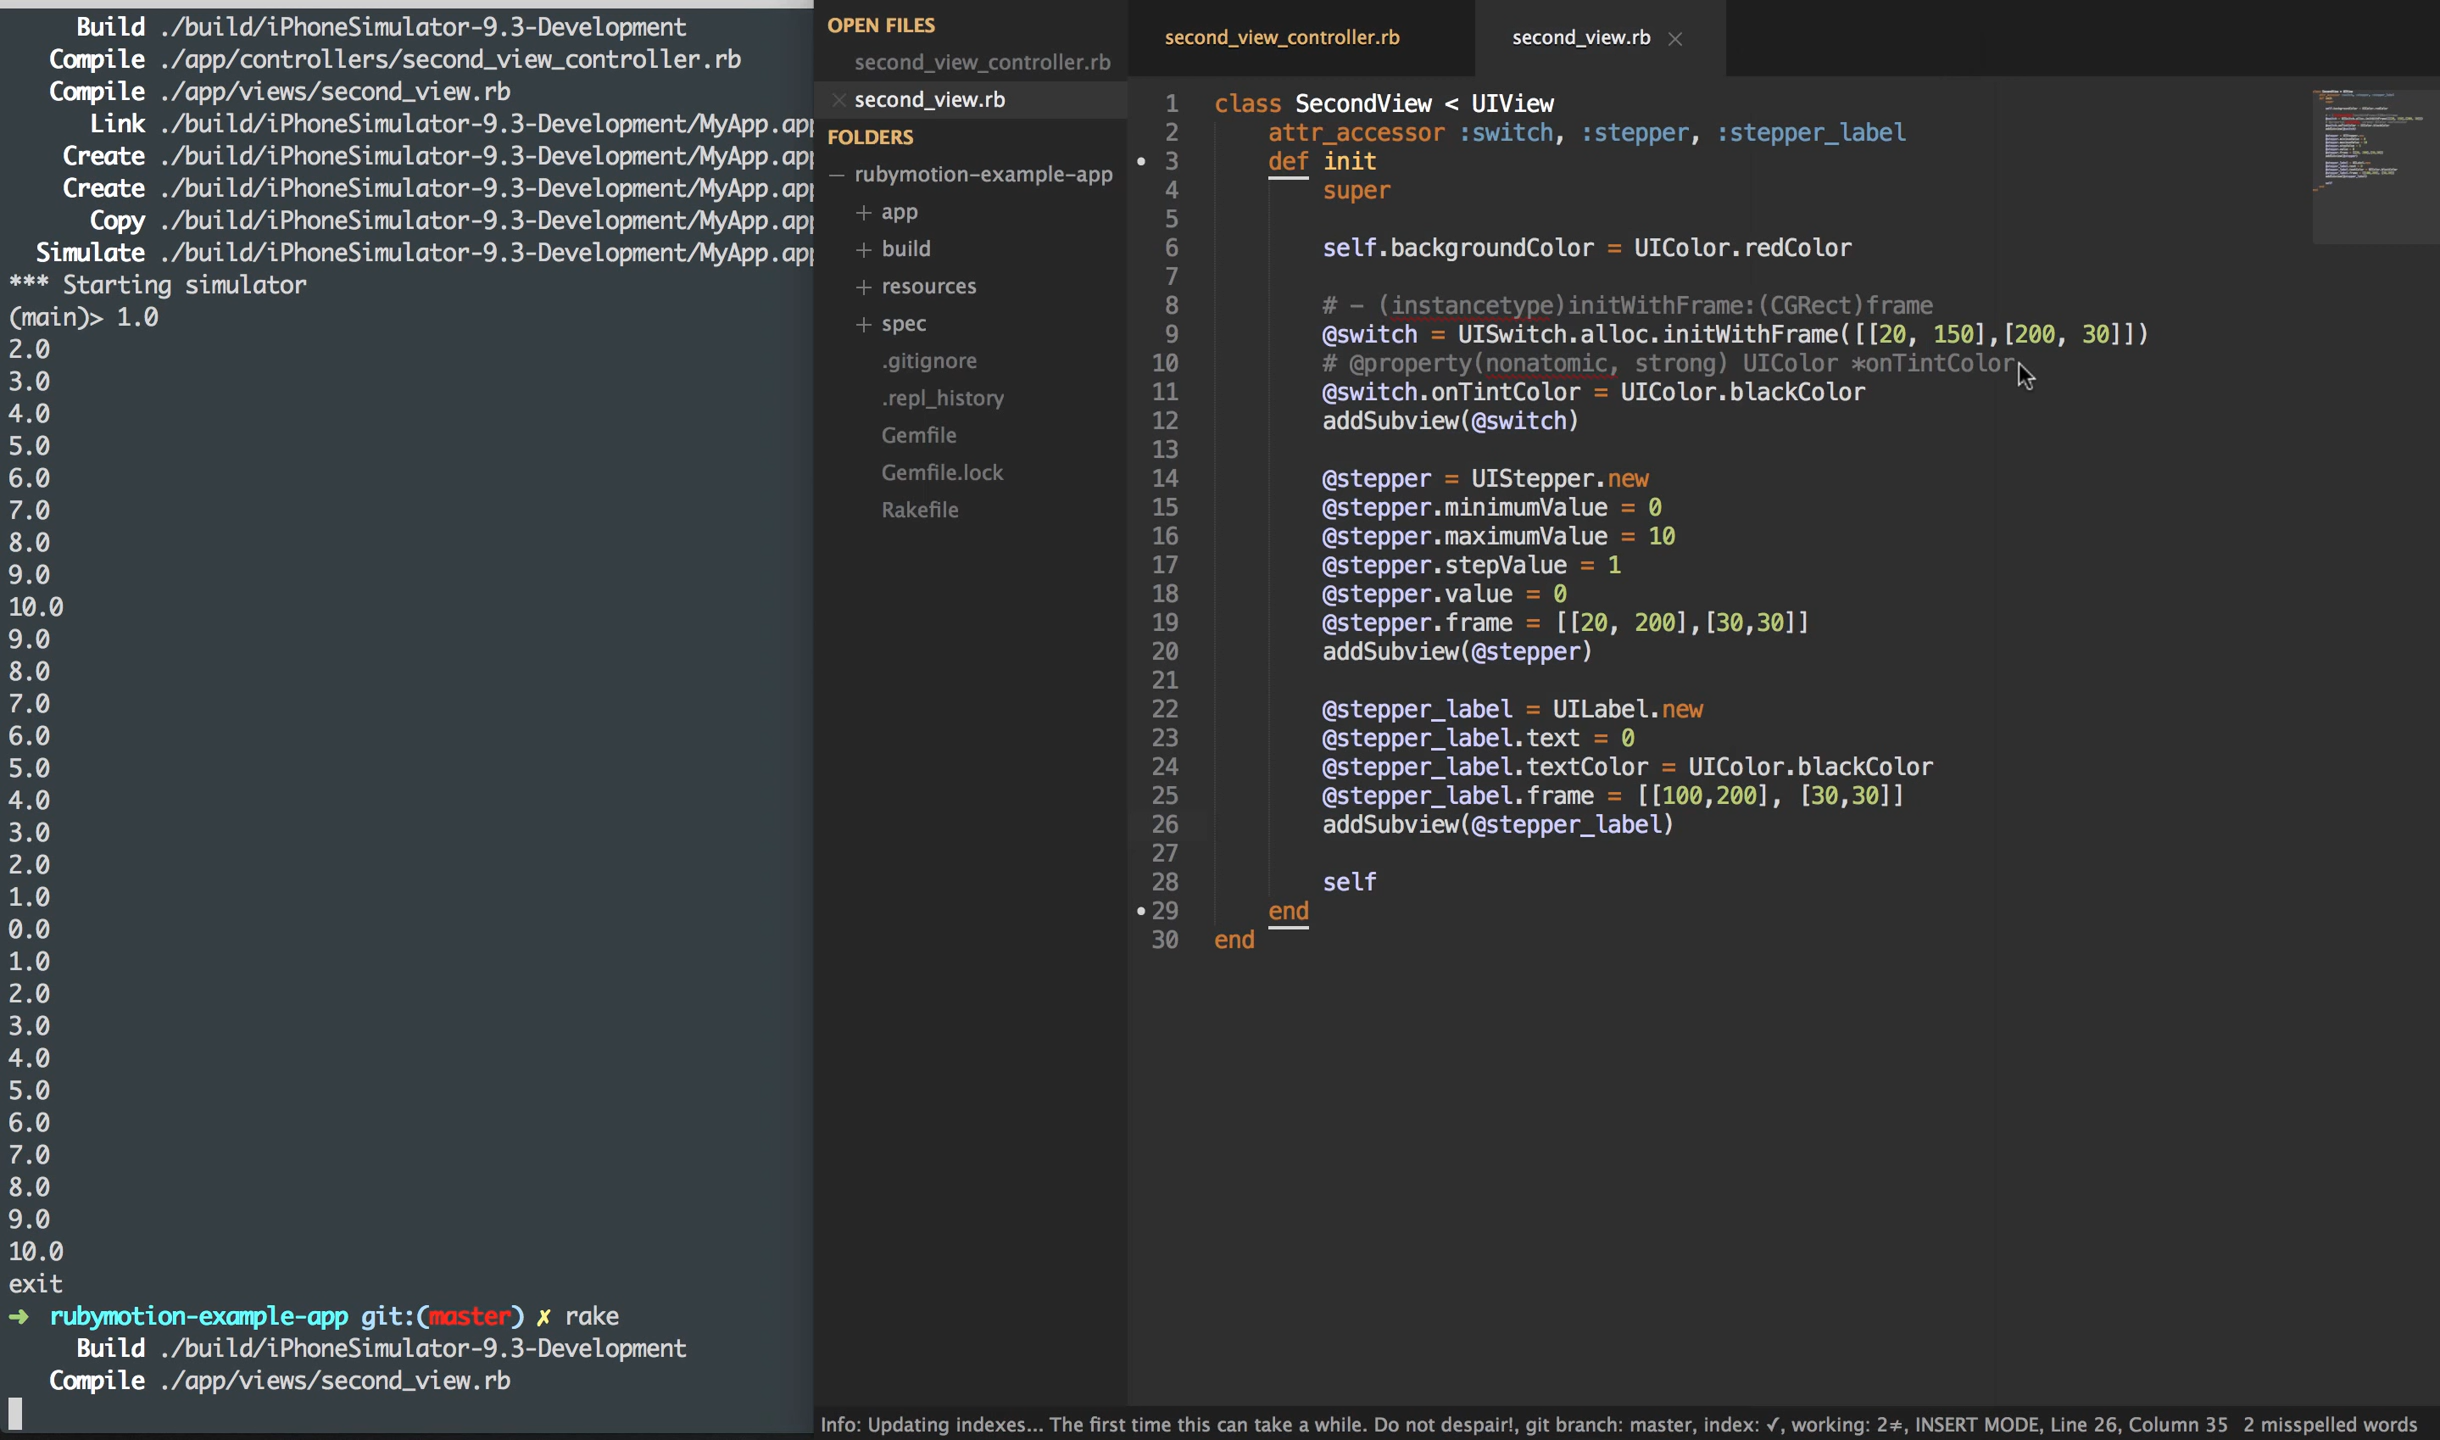 Build ./build/iPhoneSimulator-9.3-Development
Compile ./app/controllers/second_view_controller.rb
Compile ./app/views/second_view.rb
Link ./build/iPhoneSimulator-9.3-Development/MyApp.app
Create ./build/iPhoneSimulator-9.3-Development/MyApp.app
Create ./build/iPhoneSimulator-9.3-Development/MyApp.app
Copy ./build/iPhoneSimulator-9.3-Development/MyApp.app
Simulate ./build/iPhoneSimulator-9.3-Development/MyApp.app
*** Starting simulator
(main)> 1.0
2.0
3.0
4.0
5.0
6.0
7.0
8.0
9.0
10.0
9.0
8.0
7.0
6.0
5.0
4.0
3.0
2.0
1.0
0.0
1.0
2.0
3.0
4.0
5.0
6.0
7.0
8.0
9.0
10.0
exit
➜ rubymotion-example-app git:(master) ✗ rake
Build ./build/iPhoneSimulator-9.3-Development
Compile ./app/views/second_view.rb
OPEN FILES
second_view_controller.rb
× second_view.rb
FOLDERS
− rubymotion-example-app
+ app
+ build
+ resources
+ spec
.gitignore
.repl_history
Gemfile
Gemfile.lock
Rakefile
second_view_controller.rb
second_view.rb ×
1 class SecondView < UIView
2 attr_accessor :switch, :stepper, :stepper_label
• 3 def init
4 super
5
6 self.backgroundColor = UIColor.redColor
7
8 # - (instancetype)initWithFrame:(CGRect)frame
9 @switch = UISwitch.alloc.initWithFrame([[20, 150],[200, 30]])
10 # @property(nonatomic, strong) UIColor *onTintColor
11 @switch.onTintColor = UIColor.blackColor
12 addSubview(@switch)
13
14 @stepper = UIStepper.new
15 @stepper.minimumValue = 0
16 @stepper.maximumValue = 10
17 @stepper.stepValue = 1
18 @stepper.value = 0
19 @stepper.frame = [[20, 200],[30,30]]
20 addSubview(@stepper)
21
22 @stepper_label = UILabel.new
23 @stepper_label.text = 0
24 @stepper_label.textColor = UIColor.blackColor
25 @stepper_label.frame = [[100,200], [30,30]]
26 addSubview(@stepper_label)
27
28 self
• 29 end
30 end
Info: Updating indexes... The first time this can take a while. Do not despair!, git branch: master, index: ✓, working: 2≠, INSERT MODE, Line 26, Column 35 2 misspelled words